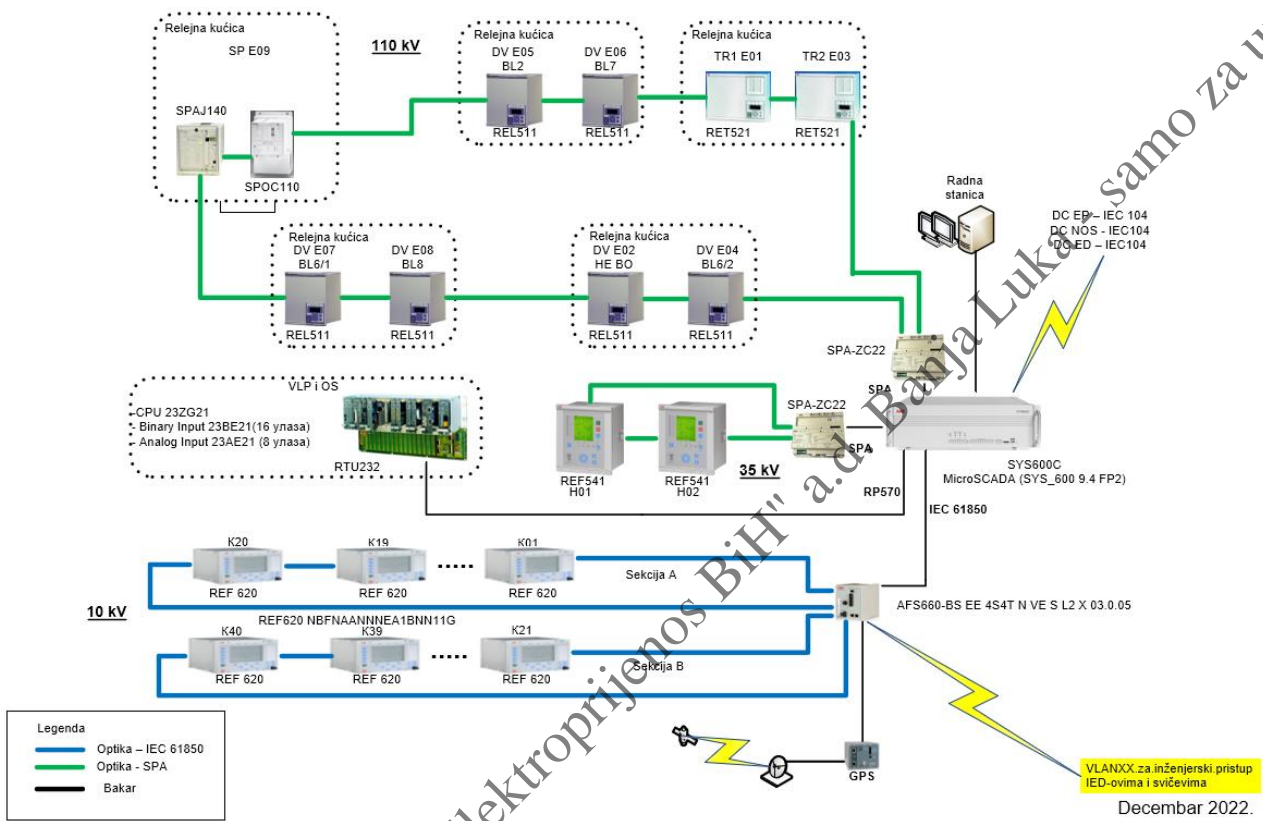 Relejna kućica
SP E09
SPAJ140
SPOC110
110 kV
Relejna kućica
DV E05
BL2
DV E06
BL7
REL511
REL511
Relejna kućica
TR1 E01
TR2 E03
RET521
RET521
Relejna kućica
DV E07
BL6/1
DV E08
BL8
REL511
REL511
Relejna kućica
DV E02
HE BO
DV E04
BL6/2
REL511
REL511
Radna
stanica
DC EP – IEC 104
DC NOS - IEC104
DC ED – IEC104
SPA-ZC22
SPA
VLP i OS
-CPU 23ZG21
- Binary Input 23BE21(16 улаза)
- Analog Input 23AE21 (8 улаза)
RTU232
REF541
H01
REF541
H02
35 kV
SPA-ZC22
SPA
SYS600C
MicroSCADA (SYS_600 9.4 FP2)
RP570
IEC 61850
10 kV
K20
K19
K01
REF 620
REF 620
REF 620
Sekcija A
REF620 NBFNAANNNEA1BNN11G
K40
K39
K21
REF 620
REF 620
REF 620
Sekcija B
AFS660-BS EE 4S4T N VE S L2 X 03.0.05
GPS
VLANXX.za.inženjerski.pristup
IED-ovima i svičevima
Decembar 2022.
Legenda
Optika – IEC 61850
Optika - SPA
Bakar
lektroprijenos BiH" a.d. Banja Luka - samo za u